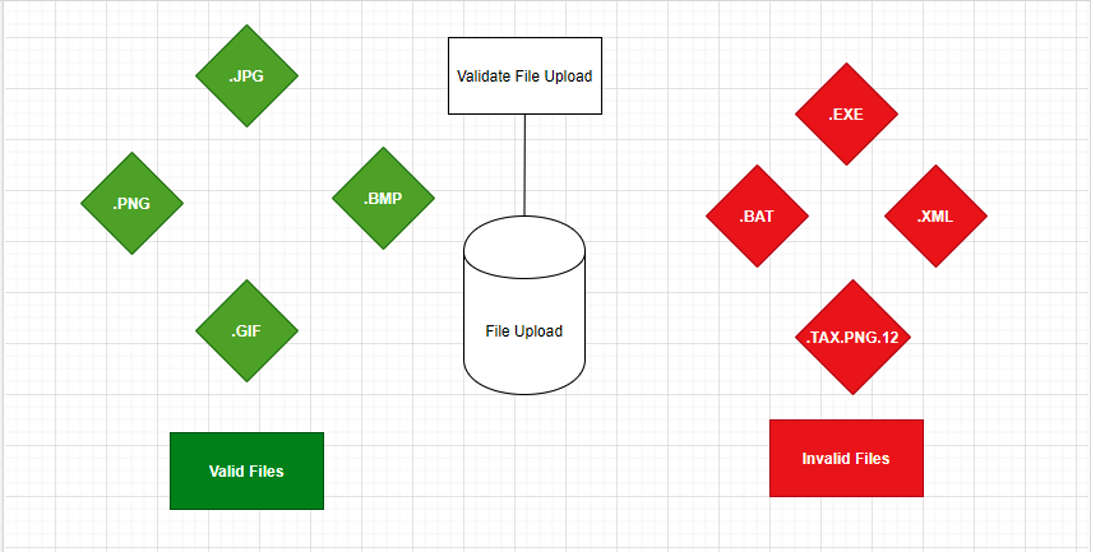 .JPG
Validate File Upload
.EXE
.PNG
.BMP
.BAT
.XML
.GIF
File Upload
.TAX.PNG.12
Valid Files
Invalid Files